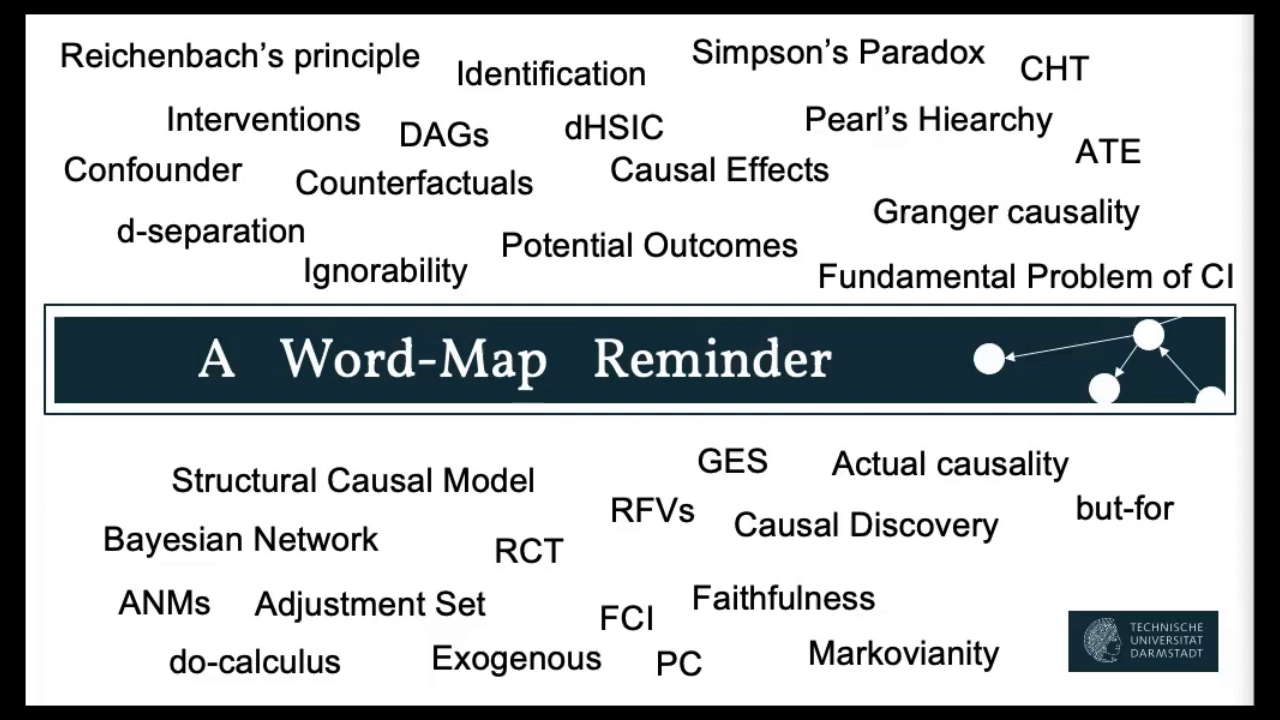 Reichenbach’s principle
Identification
Simpson’s Paradox
CHT
Interventions
DAGs
dHSIC
Pearl’s Hiearchy
ATE
Confounder
Counterfactuals
Causal Effects
Granger causality
d-separation
Potential Outcomes
Ignorability
Fundamental Problem of CI
A Word-Map Reminder
Structural Causal Model
GES
Actual causality
RFVs
Causal Discovery
but-for
Bayesian Network
RCT
ANMs
Adjustment Set
FCI
Faithfulness
do-calculus
Exogenous
PC
Markovianity
TECHNISCHE
UNIVERSITÄT
DARMSTADT